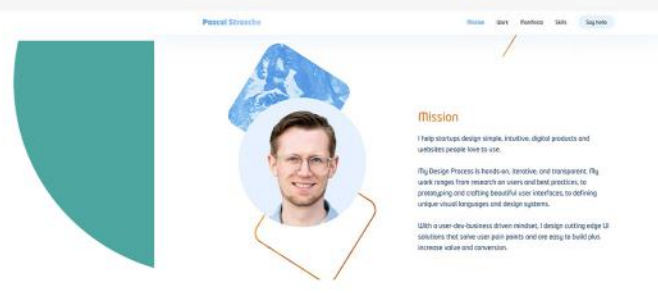 Pascal Strasche
Mission
Work
Manifesto
Skills
Say hello
Mission
I help startups design simple, intuitive, digital products and
websites people love to use.
My Design Process is hands-on, iterative, and transparent. My
work ranges from research on users and best practices, to
prototyping and crafting beautiful user interfaces, to defining
unique visual languages and design systems.
With a user-dev-business driven mindset, I design cutting edge UI
solutions that solve user pain points and are easy to build plus
increase value and conversion.